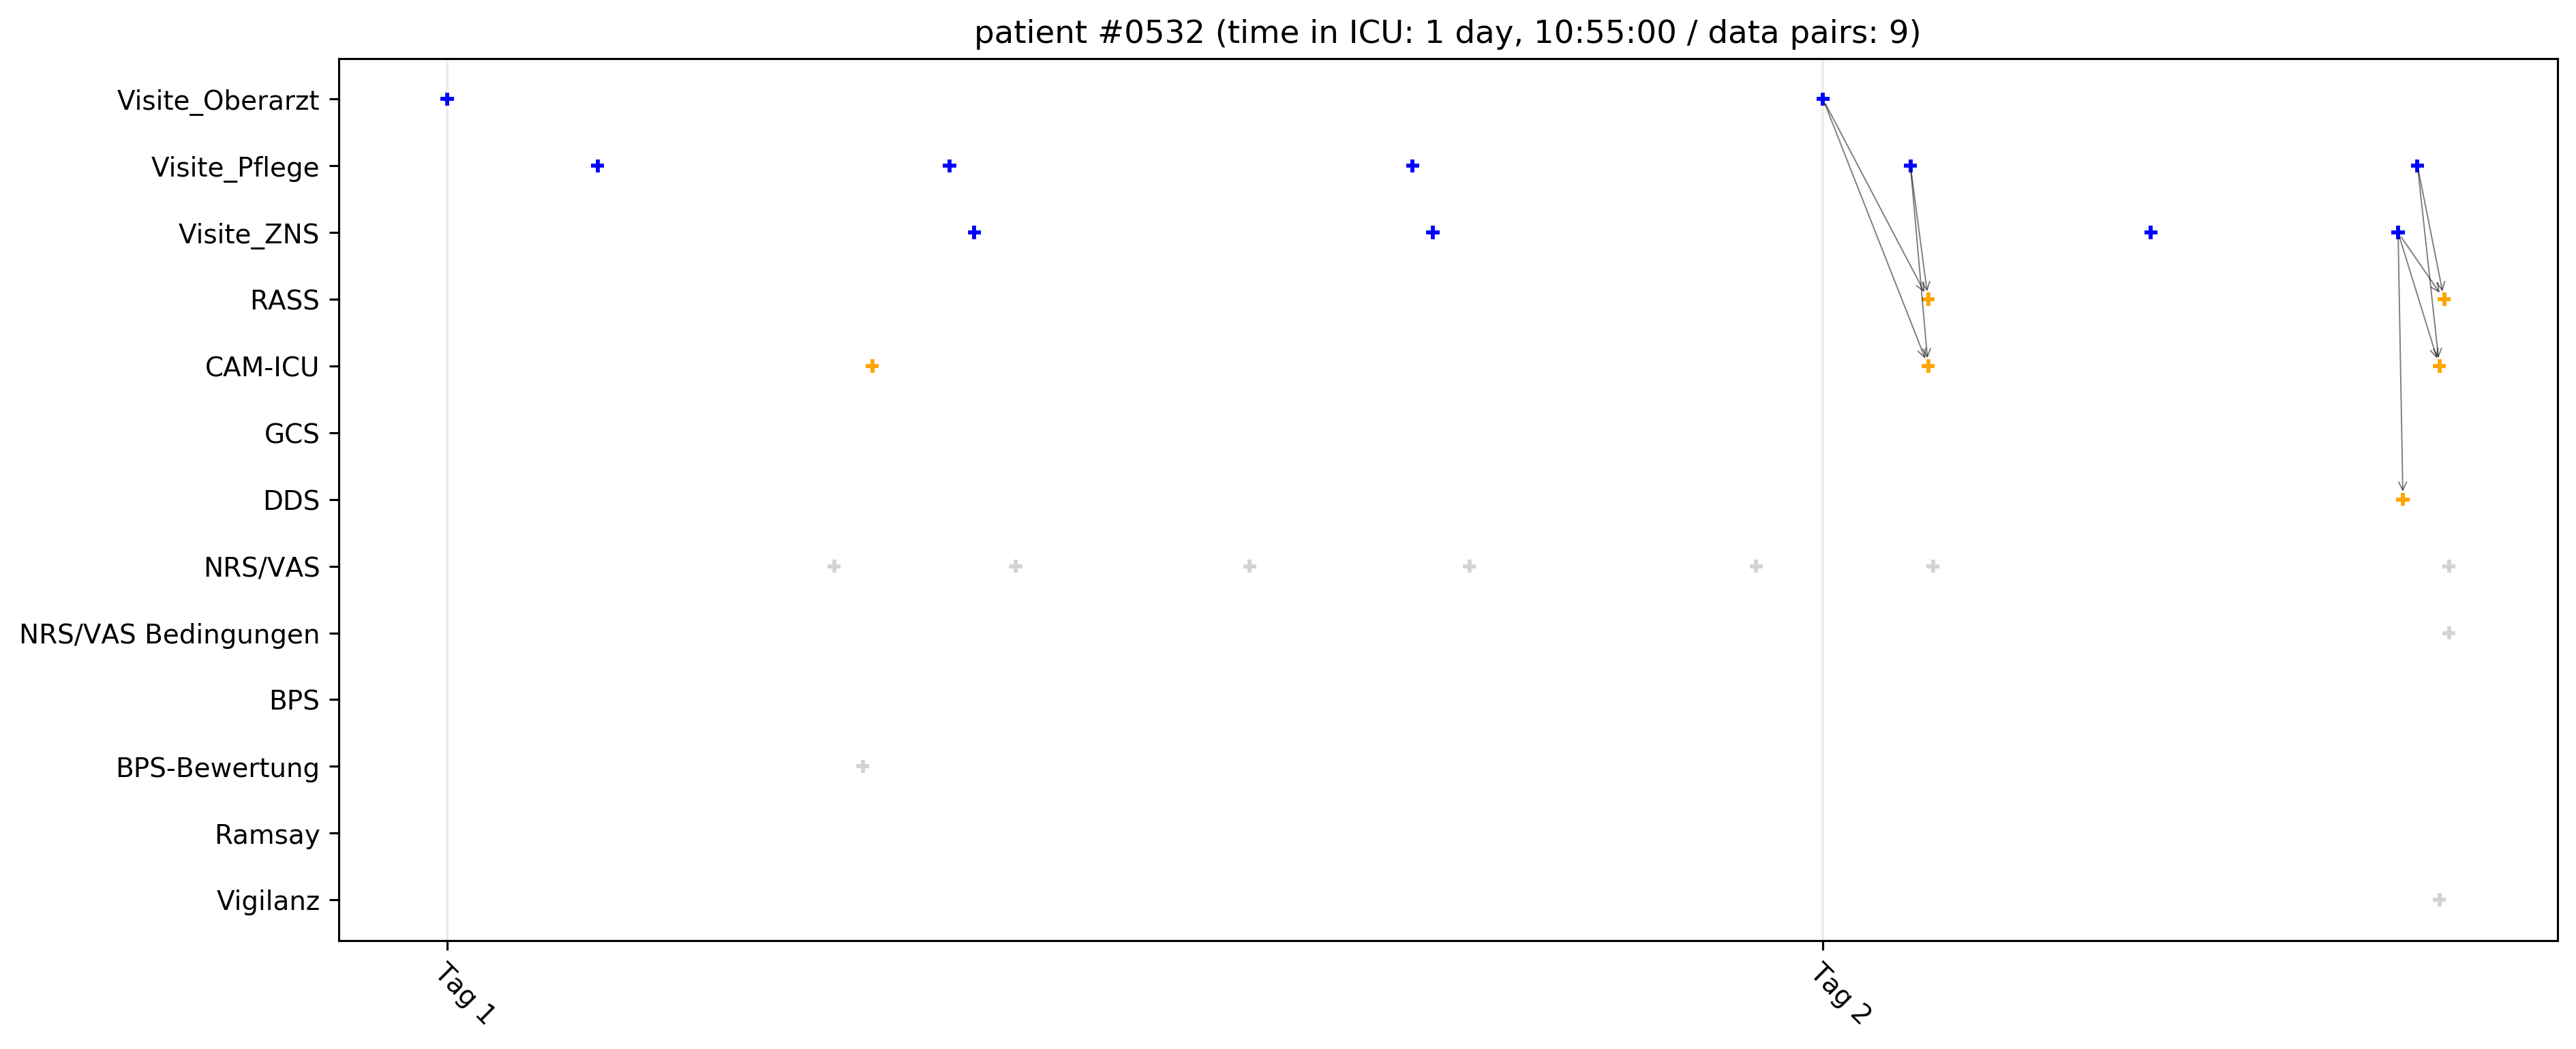 patient #0532 (time in ICU: 1 day, 10:55:00 / data pairs: 9)
Visite_Oberarzt
Visite_Pflege
Visite_ZNS
RASS
CAM-ICU
GCS
DDS
NRS/VAS
NRS/VAS Bedingungen
BPS
BPS-Bewertung
Ramsay
Vigilanz
Tag 1
Tag 2